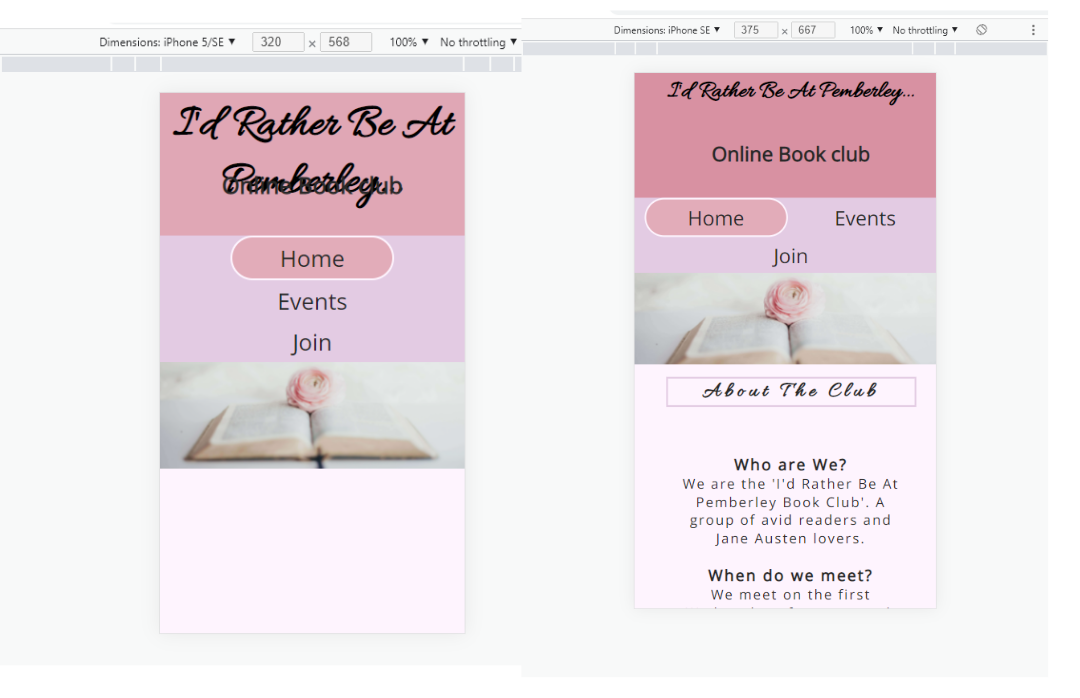 Dimensions: iPhone 5/SE ▼ 320 x 568 100% ▼ No throttling ▼
I'd Rather Be At
Pemberley...
Online Book club
Home
Events
Join
Dimensions: iPhone SE ▼ 375 x 667 100% ▼ No throttling ▼
I'd Rather Be At Pemberley...
Online Book club
Home Events
Join
About The Club
Who are We?
We are the 'I'd Rather Be At
Pemberley Book Club'. A
group of avid readers and
Jane Austen lovers.
When do we meet?
We meet on the first